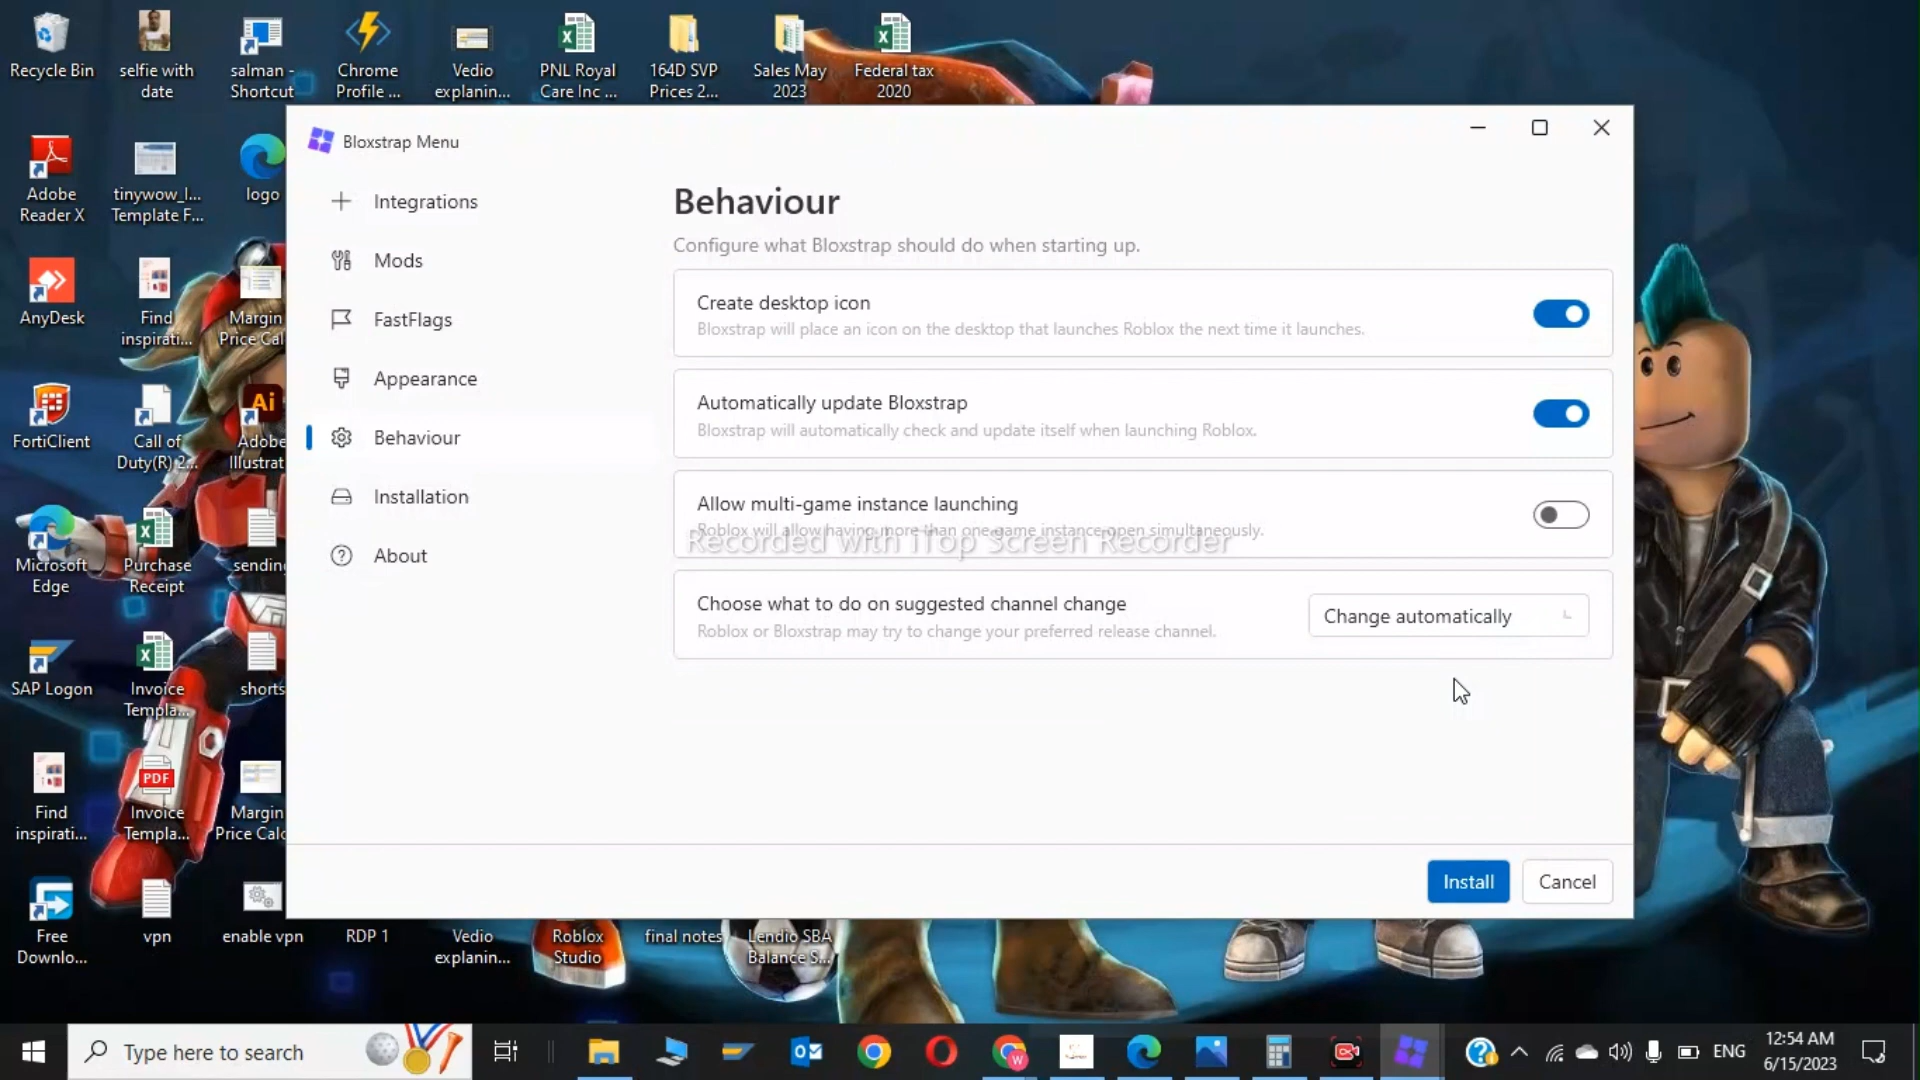 Recycle Bin
selfie with
date
salman -
Shortcut
Chrome
Profile ...
Vedio
explanin...
PNL Royal
Care Inc ...
164D SVP
Prices 2...
Sales May
2023
Federal tax
2020
Adobe
Reader X
tinywow_l...
Template F...
logo
AnyDesk
Find
inspirati...
Margin
Price Cal
FortiClient
Call of
Duty(R) 2...
Ai
Adobe
Illustrat
Microsoft
Edge
Purchase
Receipt
sending
SAP Logon
Invoice
Templa...
shorts
Find
inspirati...
PDF
Invoice
Templa...
Margin
Price Calc
Free
Downlo...
vpn
enable vpn
RDP 1
Vedio
explanin...
Roblox
Studio
final notes
Lendio SBA
Balance S...
Bloxstrap Menu
Integrations
Mods
FastFlags
Appearance
Behaviour
Installation
About
Behaviour
Configure what Bloxstrap should do when starting up.
Create desktop icon
Bloxstrap will place an icon on the desktop that launches Roblox the next time it launches.
Automatically update Bloxstrap
Bloxstrap will automatically check and update itself when launching Roblox.
Allow multi-game instance launching
Roblox will allow having more than one game instance open simultaneously.
Recorded with iTop Screen Recorder
Choose what to do on suggested channel change
Roblox or Bloxstrap may try to change your preferred release channel.
Change automatically
Install
Cancel
Type here to search
ENG
12:54 AM
6/15/2023